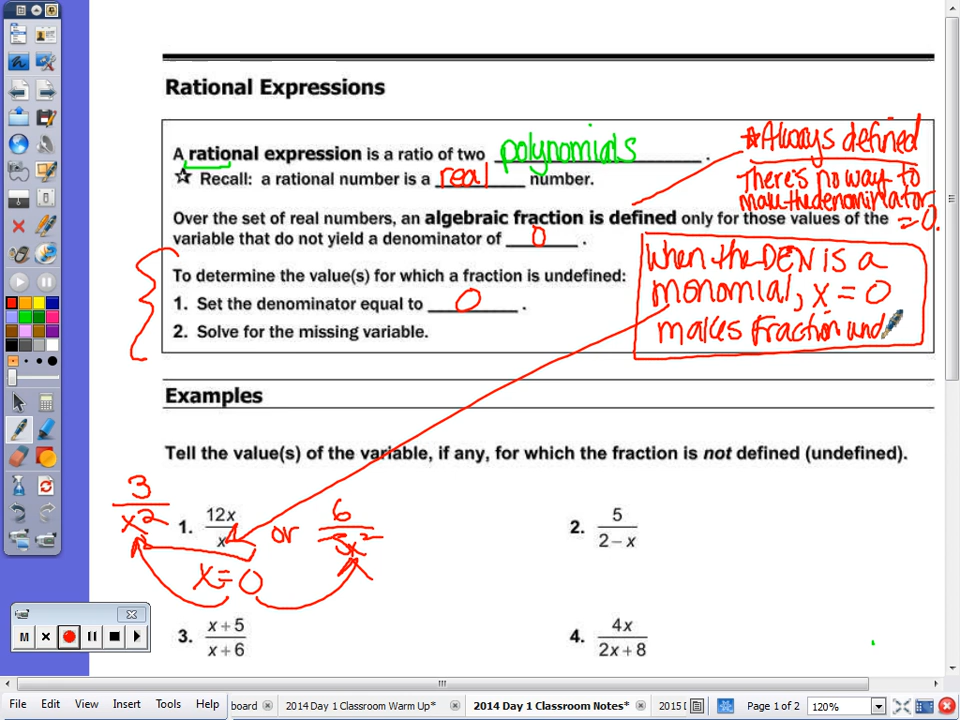 Rational Expressions
A rational expression is a ratio of two polynomials .
☆ Recall: a rational number is a real number.
☆Always defined
There's no way to
make the denominator
= 0.
Over the set of real numbers, an algebraic fraction is defined only for those values of the
variable that do not yield a denominator of 0 .
To determine the value(s) for which a fraction is undefined:
1. Set the denominator equal to 0 .
2. Solve for the missing variable.
When the DEN is a
monomial, x = 0
makes fraction und
Examples
Tell the value(s) of the variable, if any, for which the fraction is not defined (undefined).
3/x²
1. 12x/x or 6/5x²
x = 0
2. 5/(2 – x)
3. (x + 5)/(x + 6)
4. 4x/(2x + 8)
M
File Edit View Insert Tools Help board 2014 Day 1 Classroom Warm Up* 2014 Day 1 Classroom Notes* 2015 D Page 1 of 2 120%